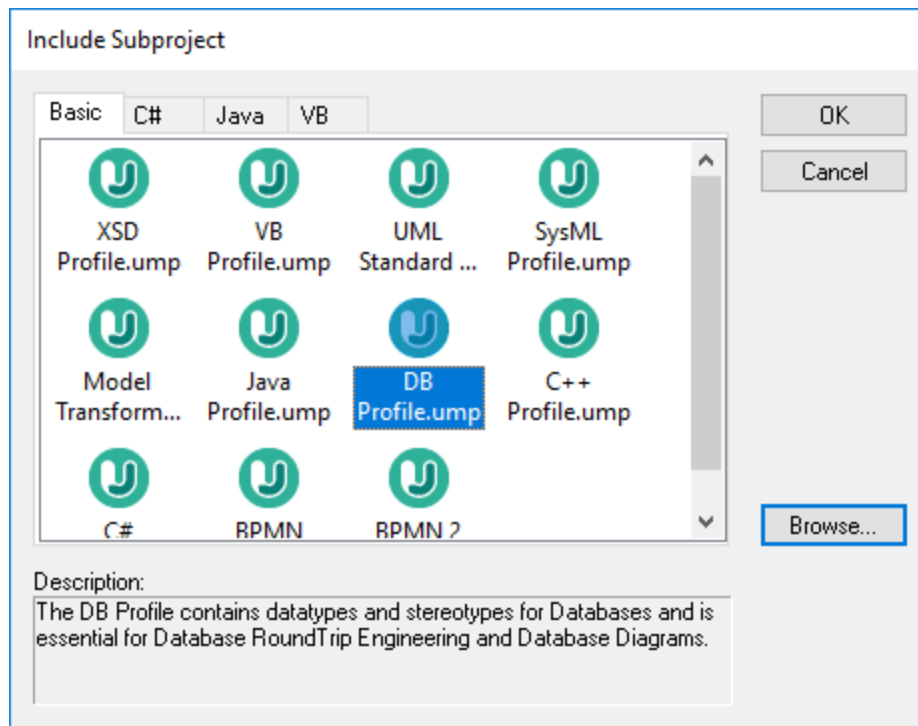 Include Subproject
Basic C# Java VB
OK
Cancel
XSD VB UML SysML
Profile.ump Profile.ump Standard ... Profile.ump
Model Java DB C++
Transform... Profile.ump Profile.ump Profile.ump
C# BPMN BPMN 2
Browse...
Description:
The DB Profile contains datatypes and stereotypes for Databases and is
essential for Database RoundTrip Engineering and Database Diagrams.